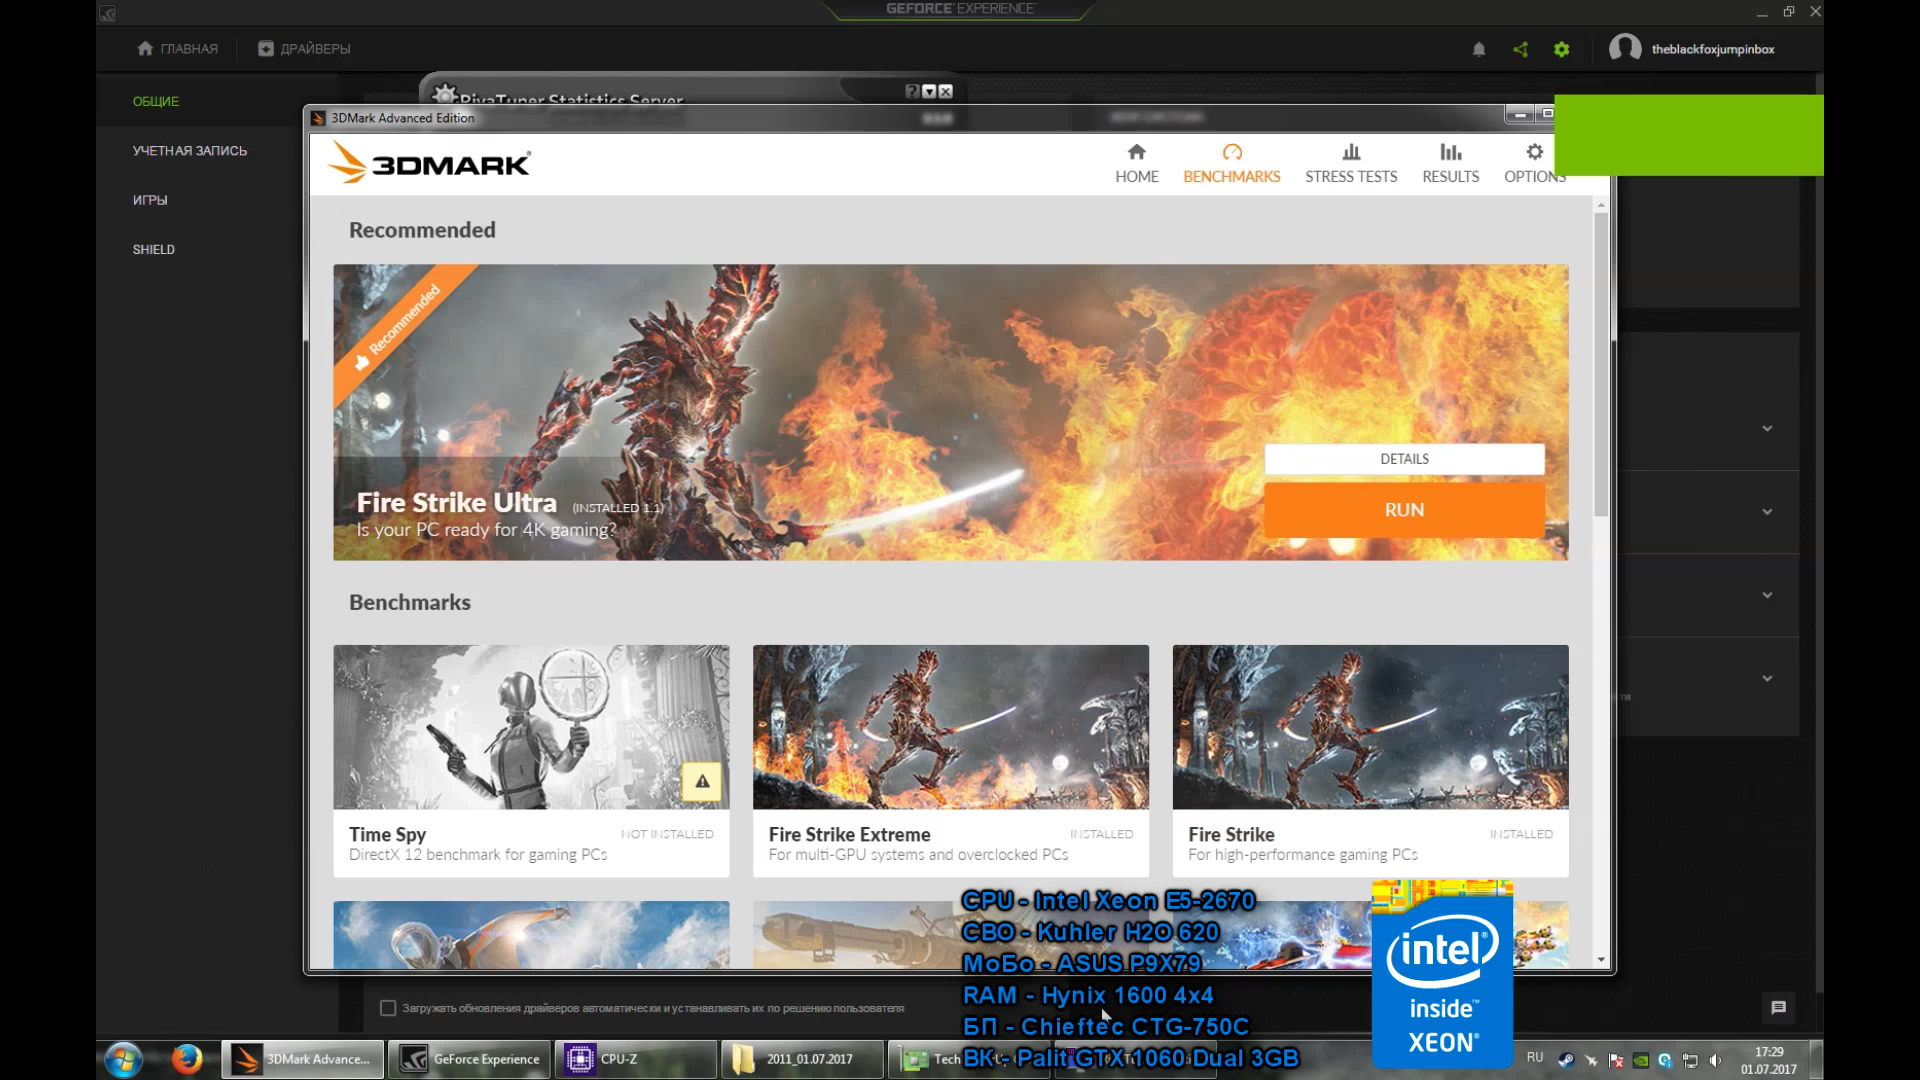 GEFORCE EXPERIENCE
ГЛАВНАЯ
ДРАЙВЕРЫ
theblackfoxjumpinbox
ОБЩИЕ
УЧЕТНАЯ ЗАПИСЬ
ИГРЫ
SHIELD
RivaTuner Statistics Server
3DMark Advanced Edition
3DMARK
HOME
BENCHMARKS
STRESS TESTS
RESULTS
OPTIONS
Recommended
Recommended
Fire Strike Ultra (INSTALLED 1.1)
Is your PC ready for 4K gaming?
DETAILS
RUN
Benchmarks
Time Spy NOT INSTALLED
DirectX 12 benchmark for gaming PCs
Fire Strike Extreme INSTALLED
For multi-GPU systems and overclocked PCs
Fire Strike INSTALLED
For high-performance gaming PCs
CPU - Intel Xeon E5-2670
СВО - Kuhler H2O 620
МоБо - ASUS P9X79
RAM - Hynix 1600 4x4
БП - Chieftec CTG-750C
ВК - Palit GTX 1060 Dual 3GB
intel
inside™
XEON®
Загружать обновления драйверов автоматически и устанавливать их по решению пользователя
3DMark Advance...
GeForce Experience
CPU-Z
2011_01.07.2017
Tech
RU
17:29
01.07.2017